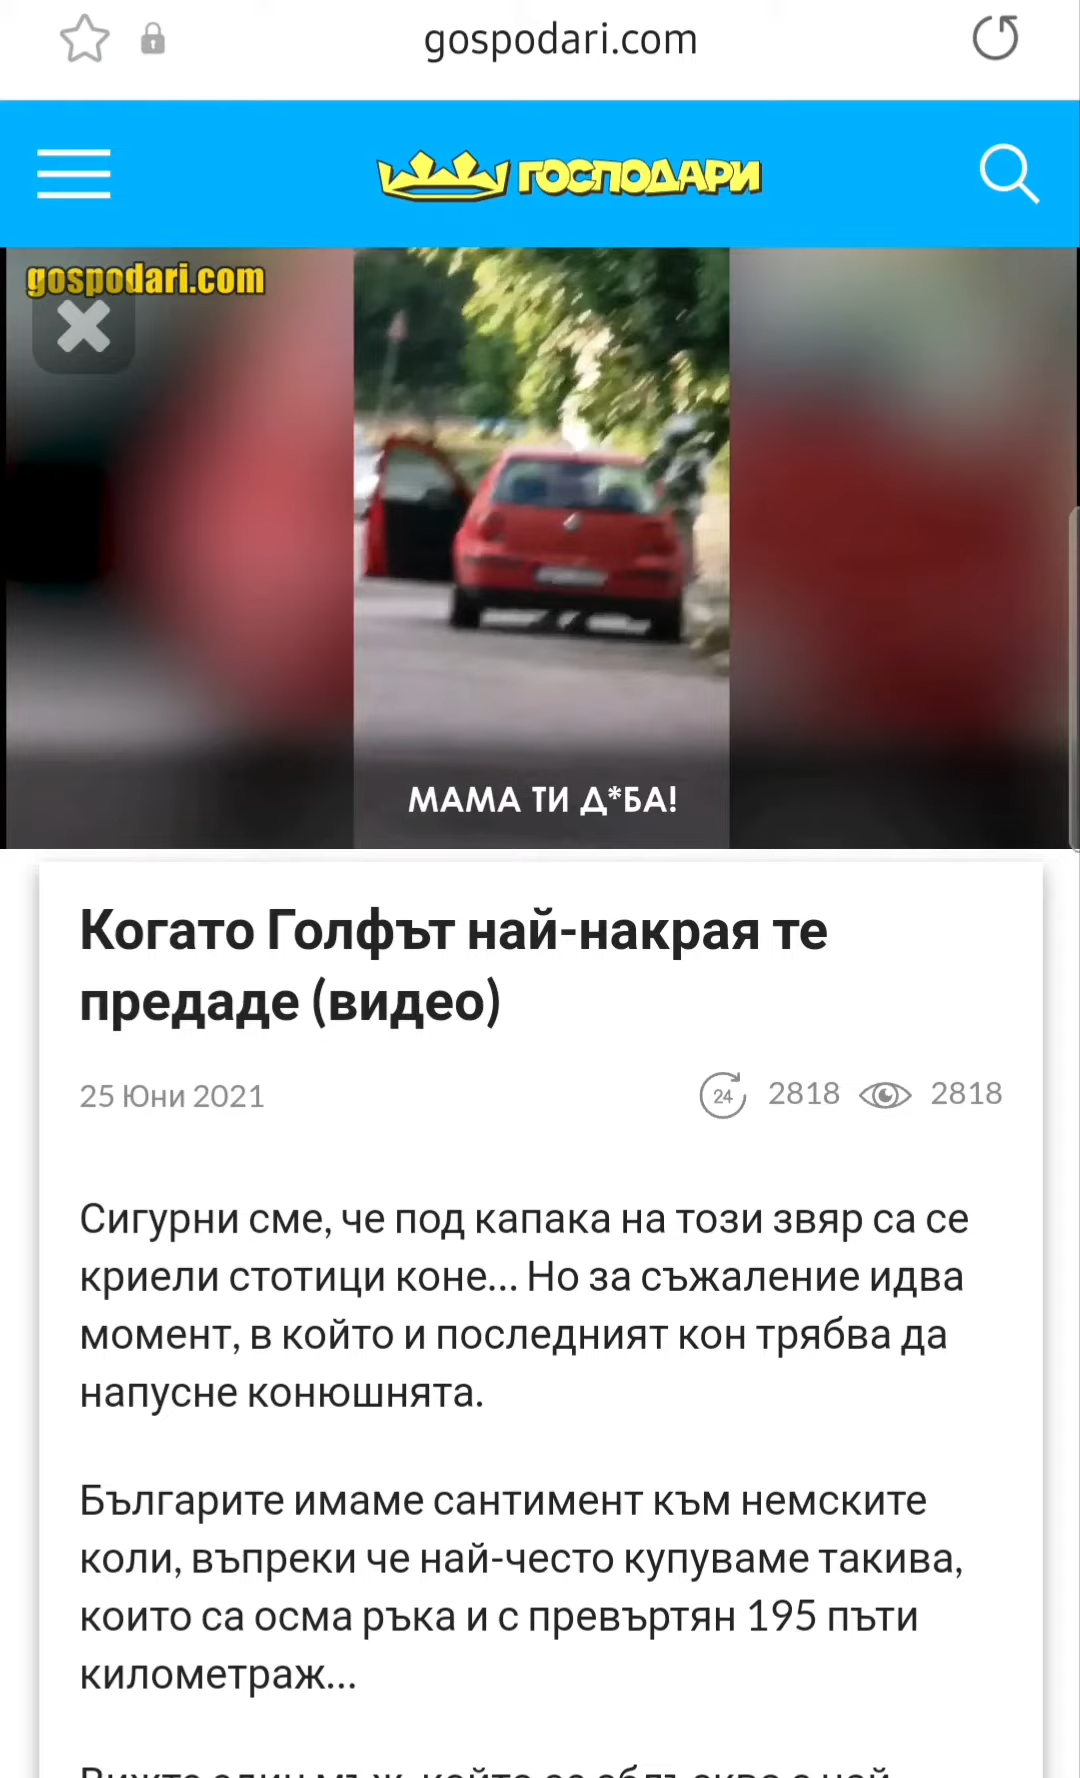 gospodari.com
ГОСПОДАРИ
gospodari.com
МАМА ТИ Д*БА!
Когато Голфът най-накрая те
предаде (видео)
25 Юни 2021
24 2818 2818
Сигурни сме, че под капака на този звяр са се
криели стотици коне... Но за съжаление идва
момент, в който и последният кон трябва да
напусне конюшнята.
Българите имаме сантимент към немските
коли, въпреки че най-често купуваме такива,
които са осма ръка и с превъртян 195 пъти
километраж...